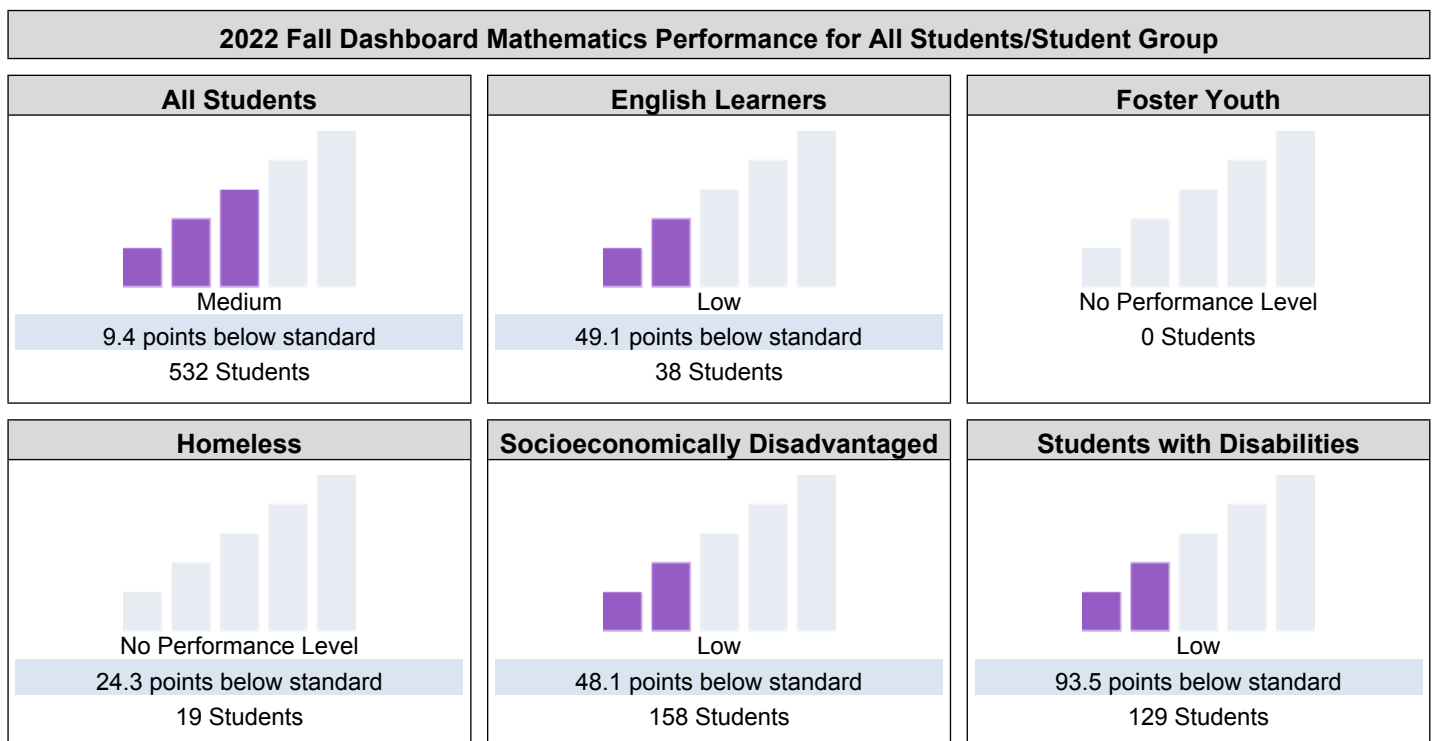 2022 Fall Dashboard Mathematics Performance for All Students/Student Group
All Students
Medium
9.4 points below standard
532 Students
English Learners
Low
49.1 points below standard
38 Students
Foster Youth
No Performance Level
0 Students
Homeless
No Performance Level
24.3 points below standard
19 Students
Socioeconomically Disadvantaged
Low
48.1 points below standard
158 Students
Students with Disabilities
Low
93.5 points below standard
129 Students